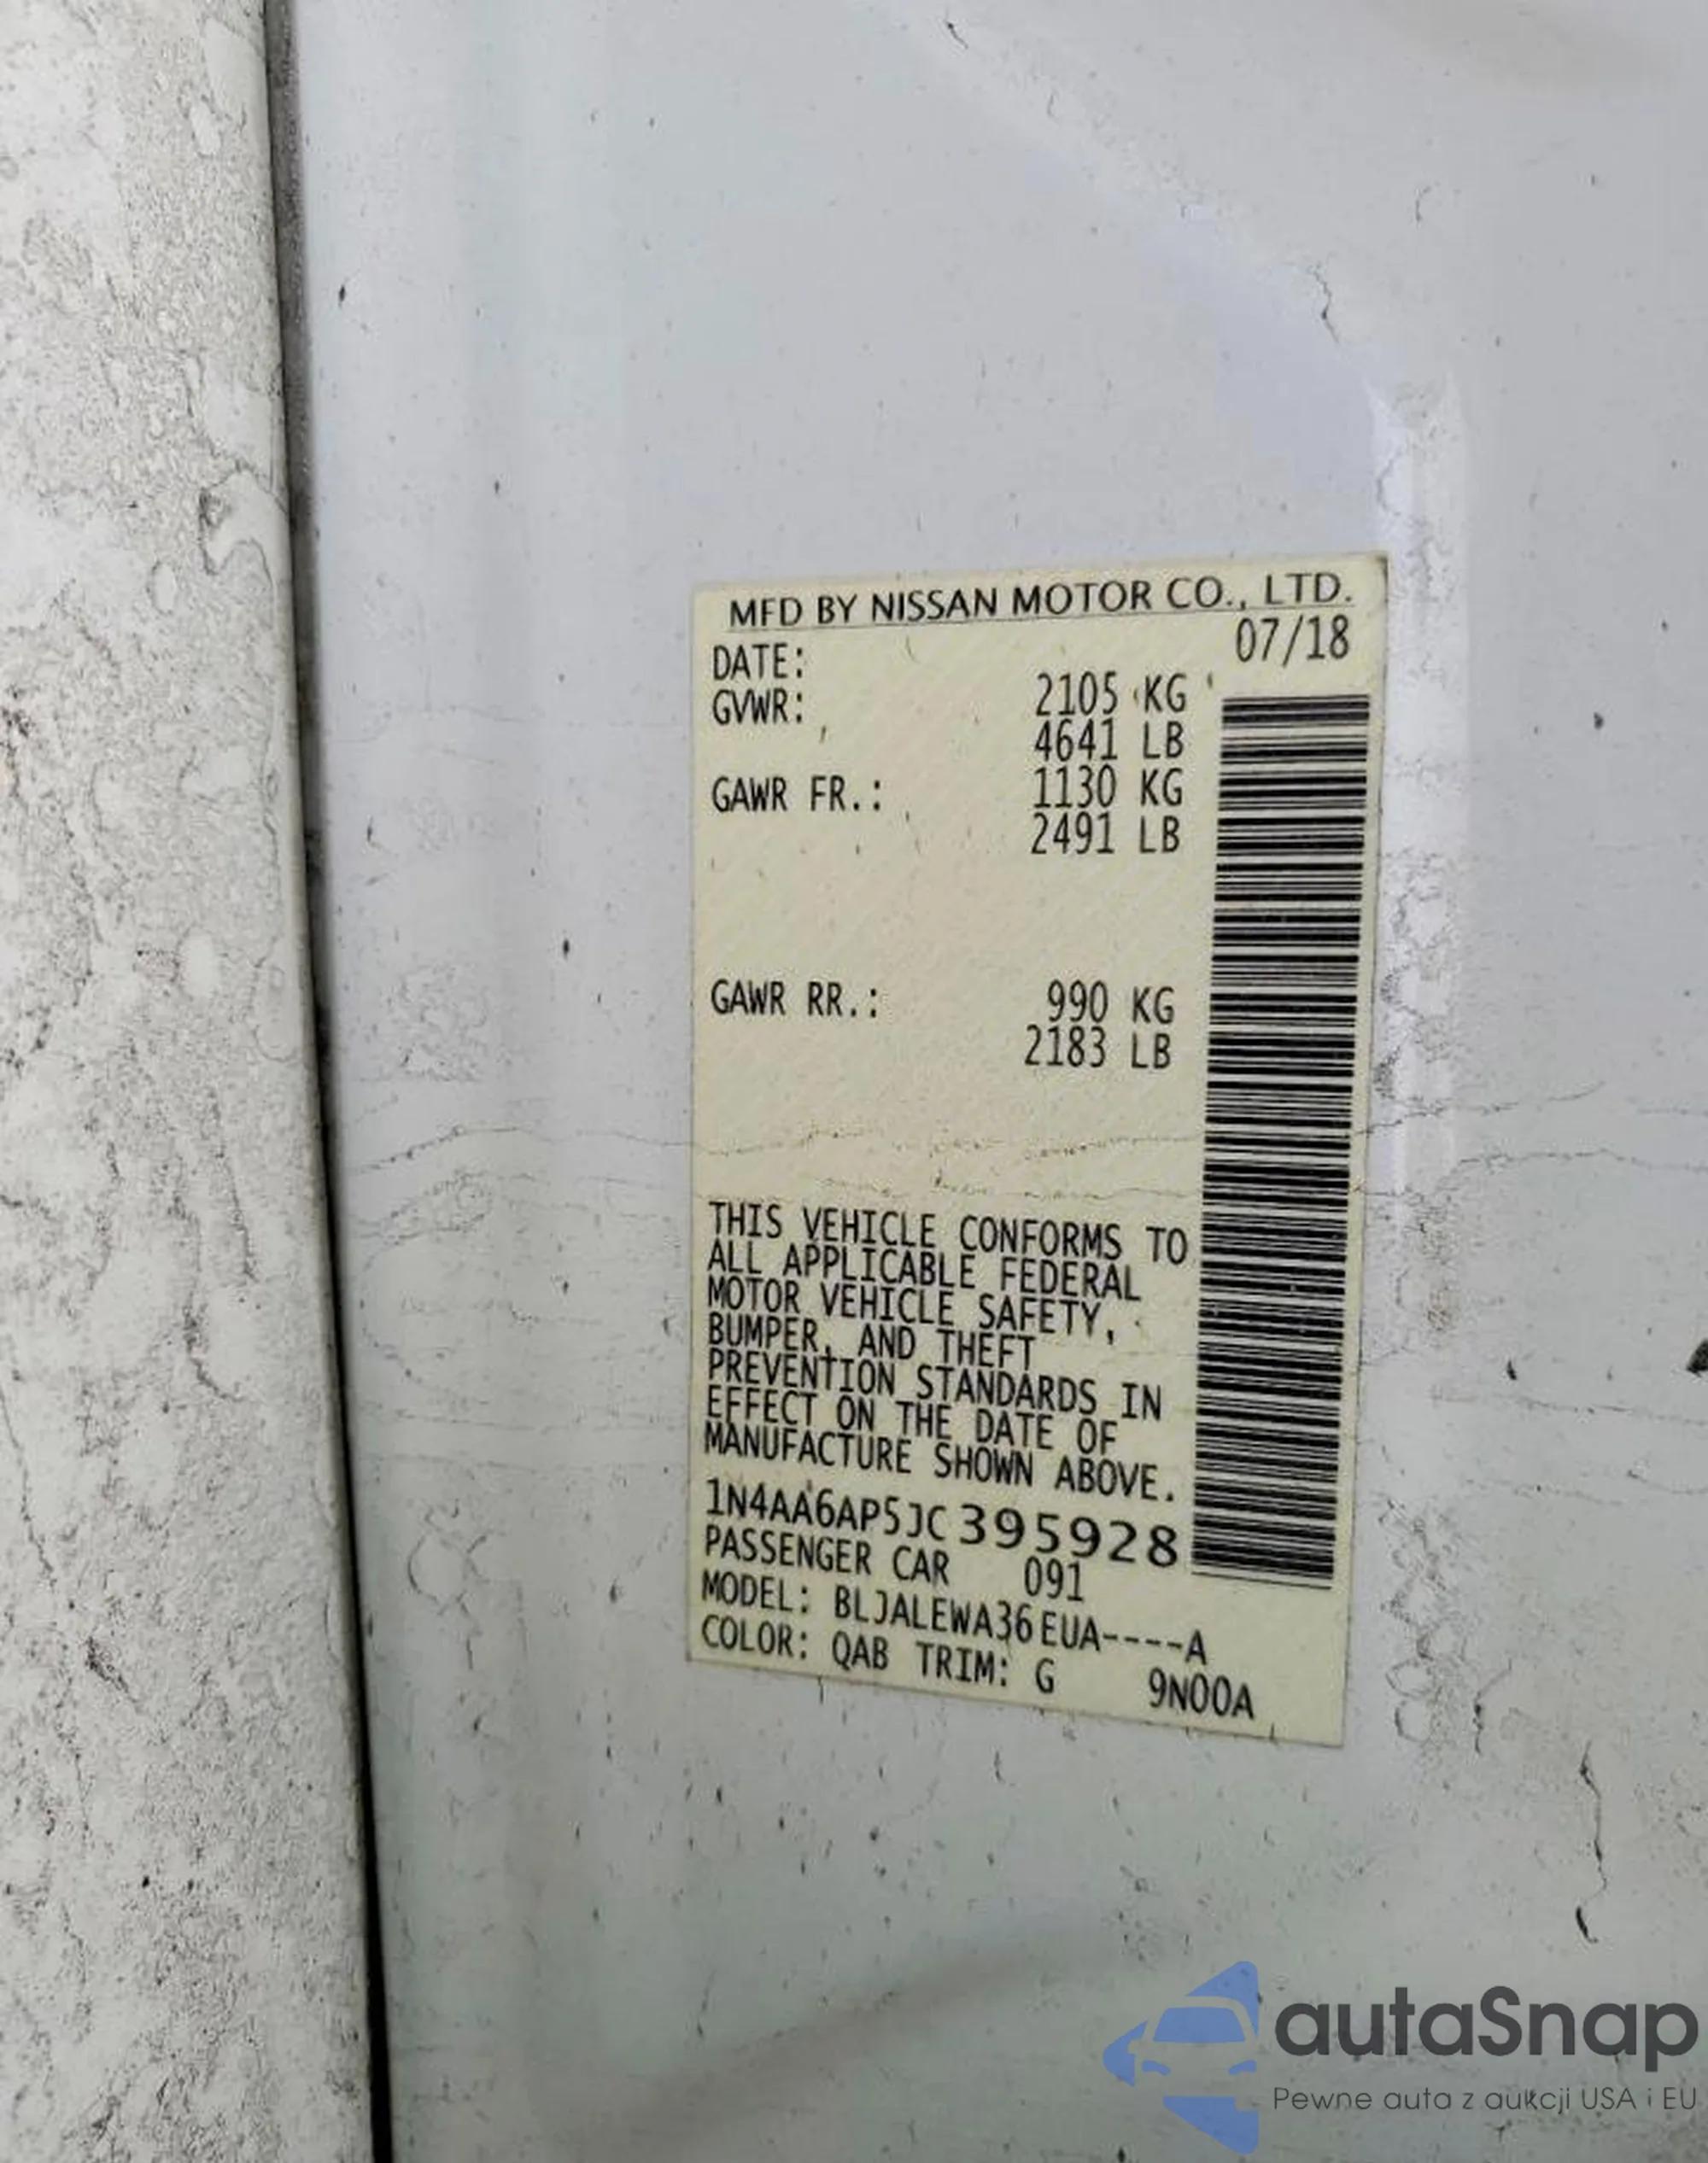 MFD BY NISSAN MOTOR CO., LTD.
DATE: 07/18
GVWR: 2105 KG
4641 LB
GAWR FR.: 1130 KG
2491 LB
GAWR RR.: 990 KG
2183 LB
THIS VEHICLE CONFORMS TO
ALL APPLICABLE FEDERAL
MOTOR VEHICLE SAFETY,
BUMPER, AND THEFT
PREVENTION STANDARDS IN
EFFECT ON THE DATE OF
MANUFACTURE SHOWN ABOVE.
1N4AA6AP5JC395928
PASSENGER CAR 091
MODEL: BLJALEWA36EUA----A
COLOR: QAB TRIM: G 9N00A
autaSnap
Pewne auta z aukcji USA i EU